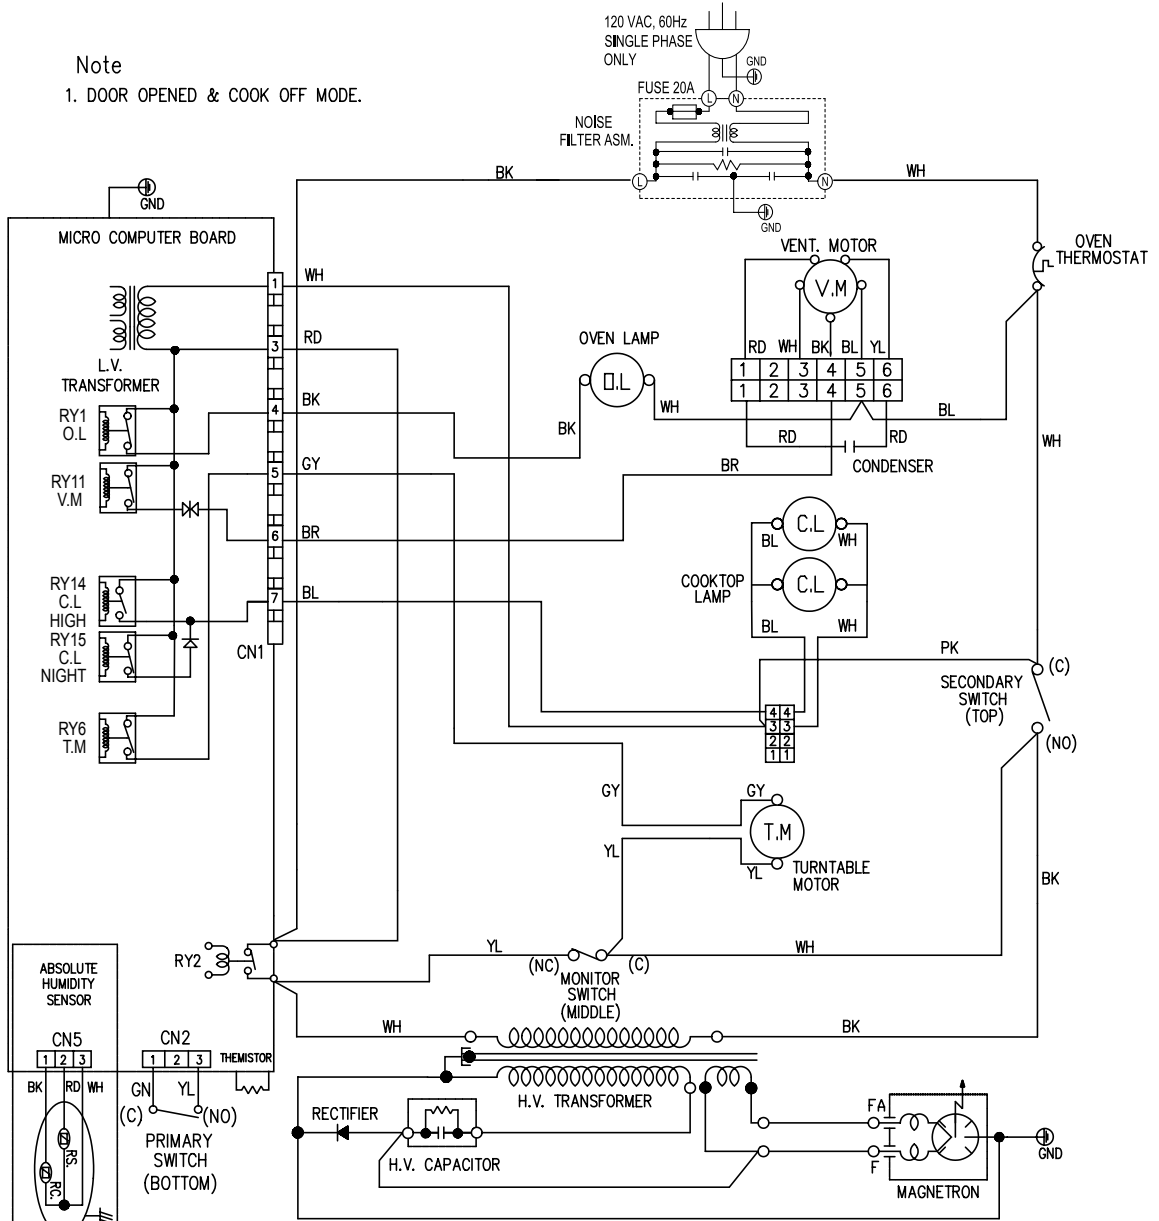 120 VAC, 60Hz
SINGLE PHASE
ONLY
GND
Note
1. DOOR OPENED & COOK OFF MODE.
FUSE 20A
L N
NOISE
FILTER ASM.
BK
L N
WH
GND
GND
MICRO COMPUTER BOARD
VENT. MOTOR
OVEN
THERMOSTAT
1 WH
V.M
L.V.
TRANSFORMER
3 RD
OVEN LAMP
O.L
RD WH BK BL YL
1 2 3 4 5 6
1 2 3 4 5 6
RY1
O.L
4 BK
BK
WH
BL
RD RD
CONDENSER
WH
RY11
V.M
5 GY
BR
6 BR
C.L
BL WH
RY14
C.L
HIGH
COOKTOP
LAMP
C.L
7 BL
BL WH
RY15
C.L
NIGHT
CN1
PK
(C)
SECONDARY
SWITCH
(TOP)
(NO)
4 4
3 3
2 2
1 1
RY6
T.M
GY
GY
T.M
YL
YL
TURNTABLE
MOTOR
BK
RY2
YL
(NC) (C)
WH
MONITOR
SWITCH
(MIDDLE)
ABSOLUTE
HUMIDITY
SENSOR
WH
BK
CN5
1 2 3
CN2
1 2 3
THEMISTOR
BK RD WH
GN YL
(C) (NO)
PRIMARY
SWITCH
(BOTTOM)
RS.
RC.
H.V. TRANSFORMER
RECTIFIER
H.V. CAPACITOR
FA
F
GND
MAGNETRON